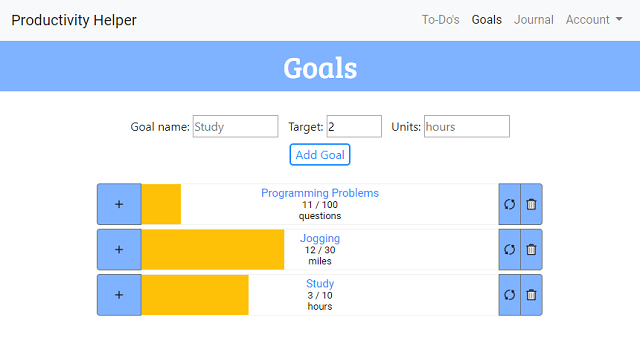 Productivity Helper
To-Do's Goals Journal Account
Goals
Goal name: Study Target: 2 Units: hours
Add Goal
+ Programming Problems
11 / 100
questions
+ Jogging
12 / 30
miles
+ Study
3 / 10
hours